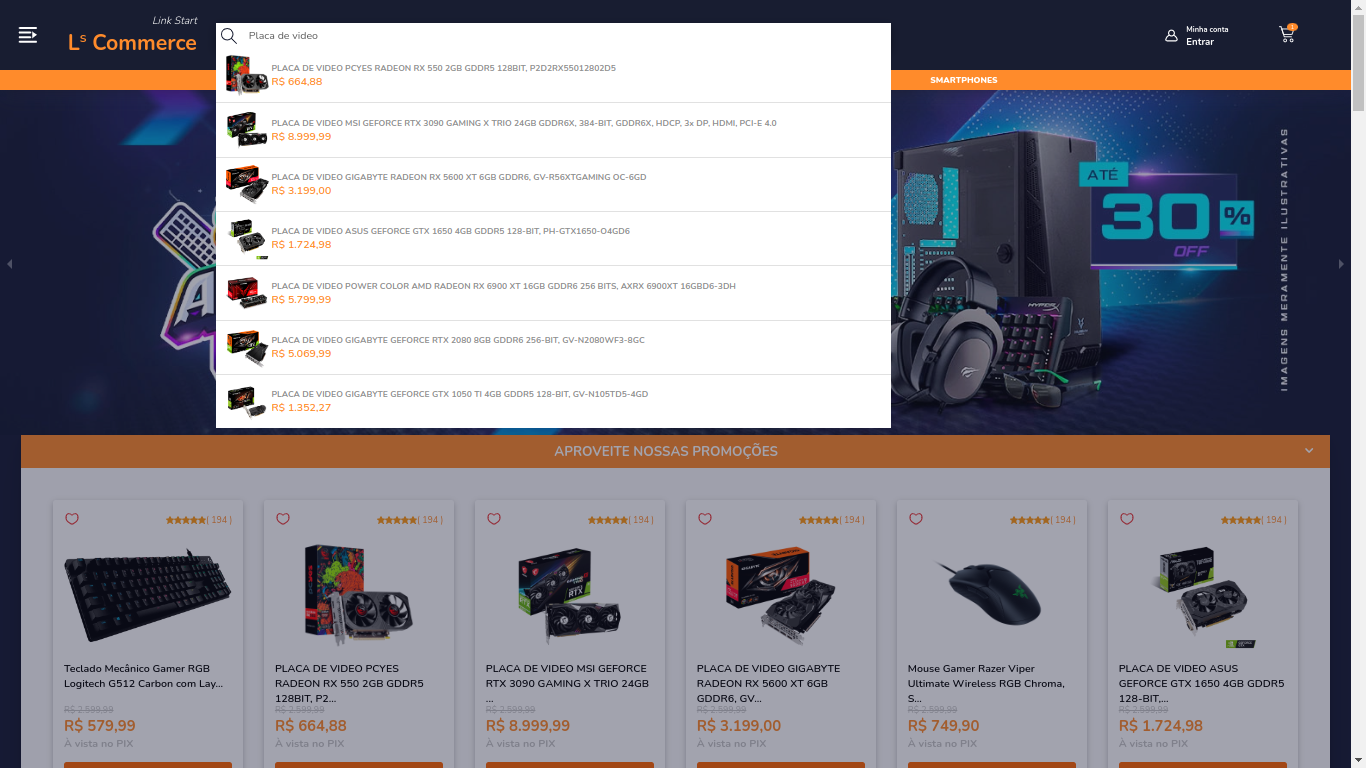 Link Start
Ls Commerce
Placa de video
Minha conta
Entrar
1
SMARTPHONES
PLACA DE VIDEO PCYES RADEON RX 550 2GB GDDR5 128BIT, P2D2RX55012802D5
R$ 664,88
PLACA DE VIDEO MSI GEFORCE RTX 3090 GAMING X TRIO 24GB GDDR6X, 384-BIT, GDDR6X, HDCP, 3x DP, HDMI, PCI-E 4.0
R$ 8.999,99
PLACA DE VIDEO GIGABYTE RADEON RX 5600 XT 6GB GDDR6, GV-R56XTGAMING OC-6GD
R$ 3.199,00
PLACA DE VIDEO ASUS GEFORCE GTX 1650 4GB GDDR5 128-BIT, PH-GTX1650-O4GD6
R$ 1.724,98
PLACA DE VIDEO POWER COLOR AMD RADEON RX 6900 XT 16GB GDDR6 256 BITS, AXRX 6900XT 16GBD6-3DH
R$ 5.799,99
PLACA DE VIDEO GIGABYTE GEFORCE RTX 2080 8GB GDDR6 256-BIT, GV-N2080WF3-8GC
R$ 5.069,99
PLACA DE VIDEO GIGABYTE GEFORCE GTX 1050 TI 4GB GDDR5 128-BIT, GV-N105TD5-4GD
R$ 1.352,27
ATÉ
30%
OFF
HYPERX
IMAGENS MERAMENTE ILUSTRATIVAS
APROVEITE NOSSAS PROMOÇÕES
( 194 )
( 194 )
( 194 )
( 194 )
( 194 )
( 194 )
Teclado Mecânico Gamer RGB
Logitech G512 Carbon com Lay...
R$ 2.599,99
R$ 579,99
À vista no PIX
PLACA DE VIDEO PCYES
RADEON RX 550 2GB GDDR5
128BIT, P2...
R$ 2.599,99
R$ 664,88
À vista no PIX
PLACA DE VIDEO MSI GEFORCE
RTX 3090 GAMING X TRIO 24GB
...
R$ 2.599,99
R$ 8.999,99
À vista no PIX
PLACA DE VIDEO GIGABYTE
RADEON RX 5600 XT 6GB
GDDR6, GV...
R$ 2.599,99
R$ 3.199,00
À vista no PIX
Mouse Gamer Razer Viper
Ultimate Wireless RGB Chroma,
S...
R$ 2.599,99
R$ 749,90
À vista no PIX
PLACA DE VIDEO ASUS
GEFORCE GTX 1650 4GB GDDR5
128-BIT,...
R$ 2.599,99
R$ 1.724,98
À vista no PIX